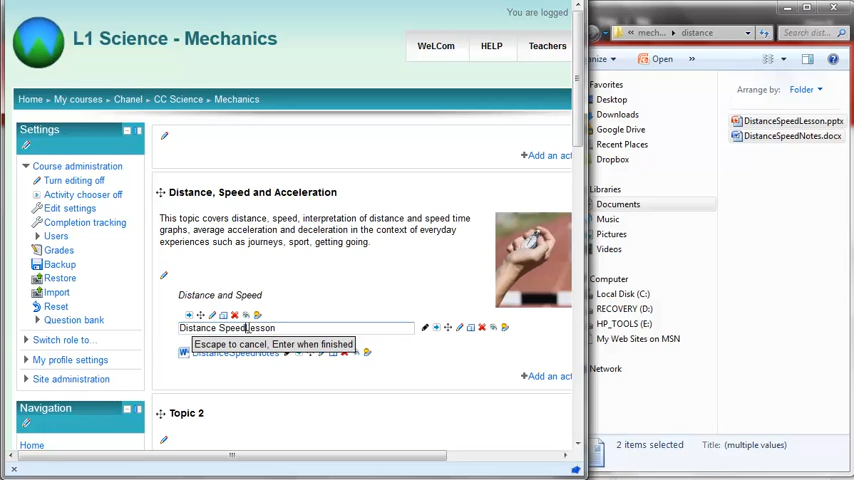 You are logged
L1 Science - Mechanics
WeLCom
HELP
Teachers
Home ▸ My courses ▸ Chanel ▸ CC Science ▸ Mechanics
Settings
Course administration
Turn editing off
Activity chooser off
Edit settings
Completion tracking
Users
Grades
Backup
Restore
Import
Reset
Question bank
Switch role to...
My profile settings
Site administration
Navigation
Home
Add an act
Distance, Speed and Acceleration
This topic covers distance, speed, interpretation of distance and speed time
graphs, average acceleration and deceleration in the context of everyday
experiences such as journeys, sport, getting going.
Distance and Speed
Distance SpeedLesson
Escape to cancel, Enter when finished
DistanceSpeedNotes
Add an act
Topic 2
« mech... ▸ distance
Search dist...
anize
Open
»
Arrange by: Folder
Favorites
Desktop
Downloads
Google Drive
Recent Places
Dropbox
Libraries
Documents
Music
Pictures
Videos
Computer
Local Disk (C:)
RECOVERY (D:)
HP_TOOLS (E:)
My Web Sites on MSN
Network
DistanceSpeedLesson.pptx
DistanceSpeedNotes.docx
2 items selected
Title: (multiple values)